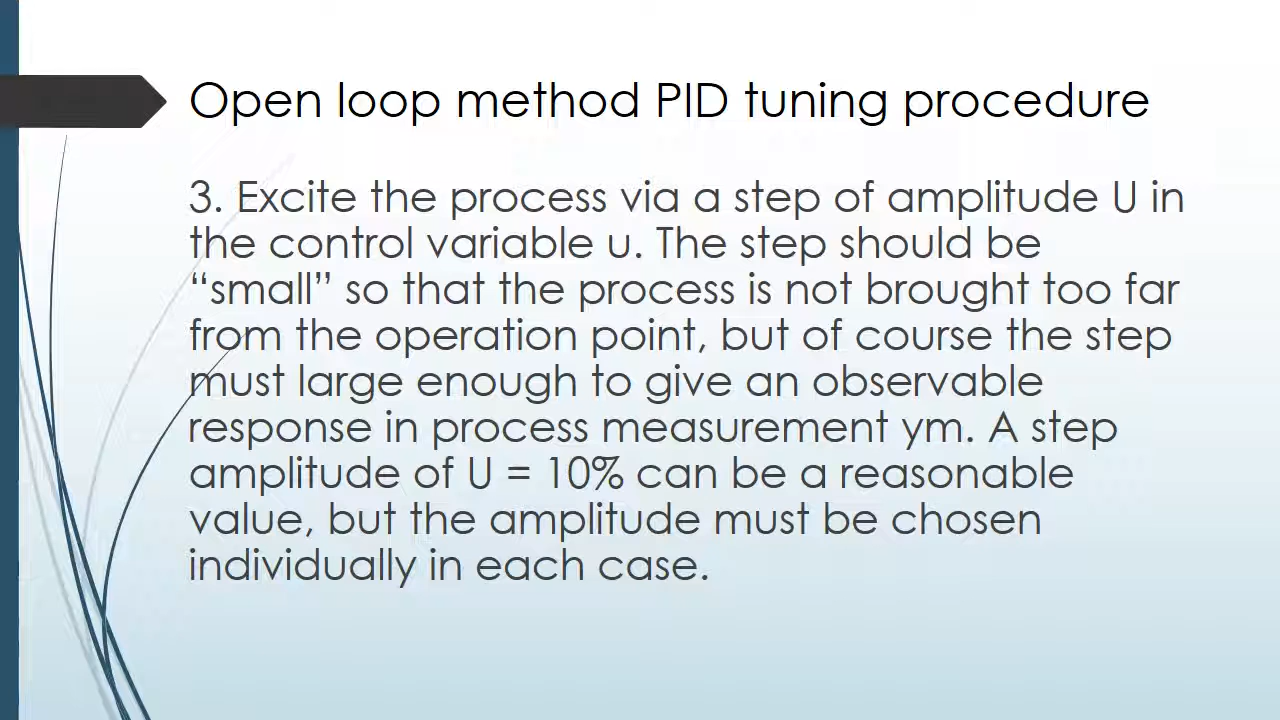 Open loop method PID tuning procedure
3. Excite the process via a step of amplitude U in
the control variable u. The step should be
“small” so that the process is not brought too far
from the operation point, but of course the step
must large enough to give an observable
response in process measurement ym. A step
amplitude of U = 10% can be a reasonable
value, but the amplitude must be chosen
individually in each case.